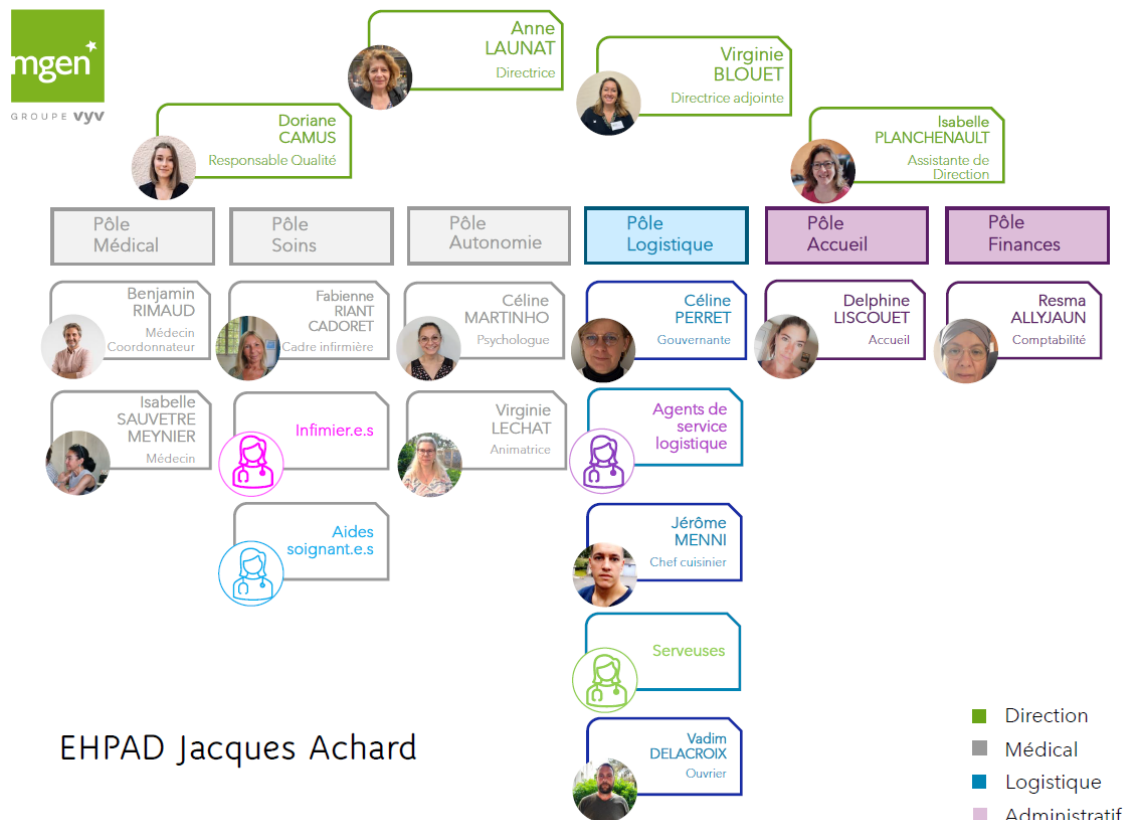 mgen
GROUPE vyv
Anne
LAUNAT
Directrice
Virginie
BLOUET
Directrice adjointe
Doriane
CAMUS
Responsable Qualité
Isabelle
PLANCHENAULT
Assistante de
Direction
Pôle
Médical
Pôle
Soins
Pôle
Autonomie
Pôle
Logistique
Pôle
Accueil
Pôle
Finances
Benjamin
RIMAUD
Médecin
Coordonnateur
Fabienne
RIANT
CADORET
Cadre infirmière
Céline
MARTINHO
Psychologue
Céline
PERRET
Gouvernante
Delphine
LISCOUET
Accueil
Resma
ALLYJAUN
Comptabilité
Isabelle
SAUVETRE
MEYNIER
Médecin
Infimier.e.s
Virginie
LECHAT
Animatrice
Agents de
service
logistique
Aides
soignant.e.s
Jérôme
MENNI
Chef cuisinier
Serveuses
Vadim
DELACROIX
Ouvrier
EHPAD Jacques Achard
Direction
Médical
Logistique
Administratif